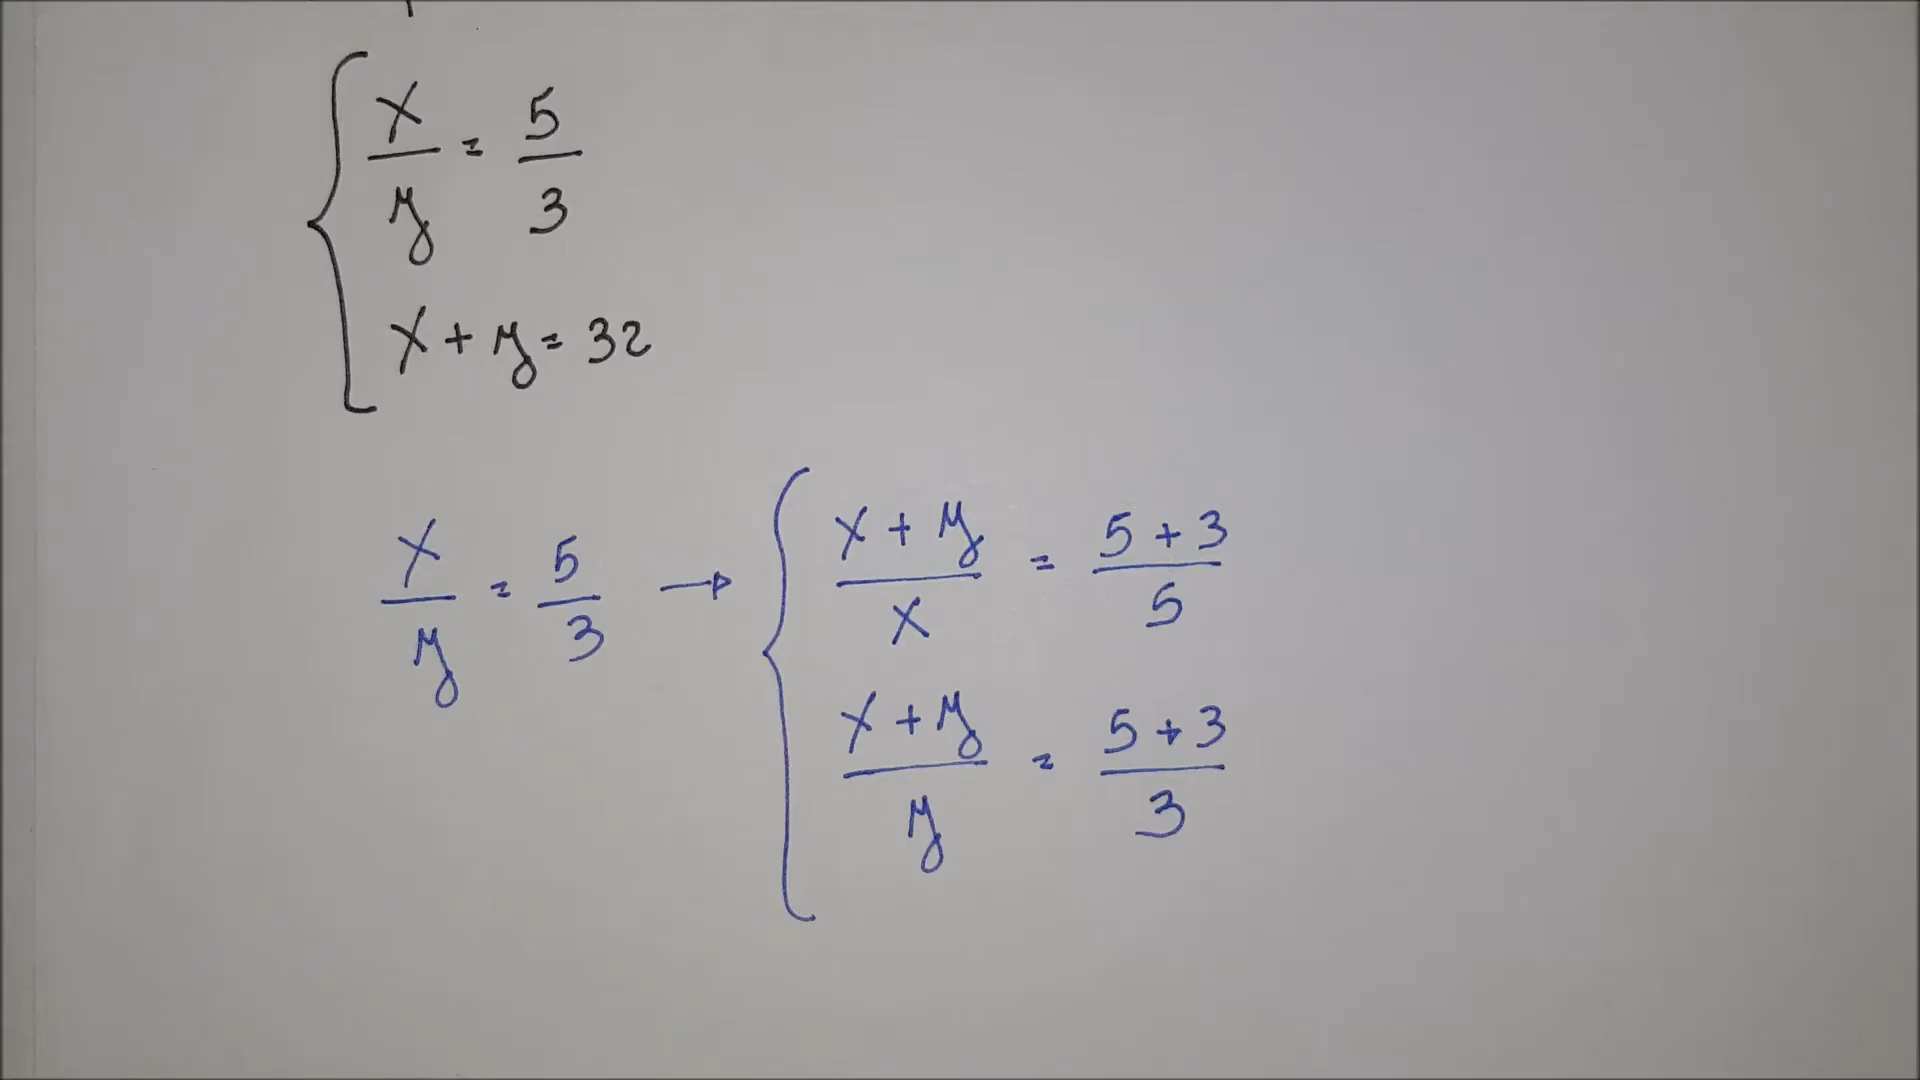 x/y = 5/3
x + y = 32
x/y = 5/3 → (x + y)/x = (5 + 3)/5
(x + y)/y = (5 + 3)/3